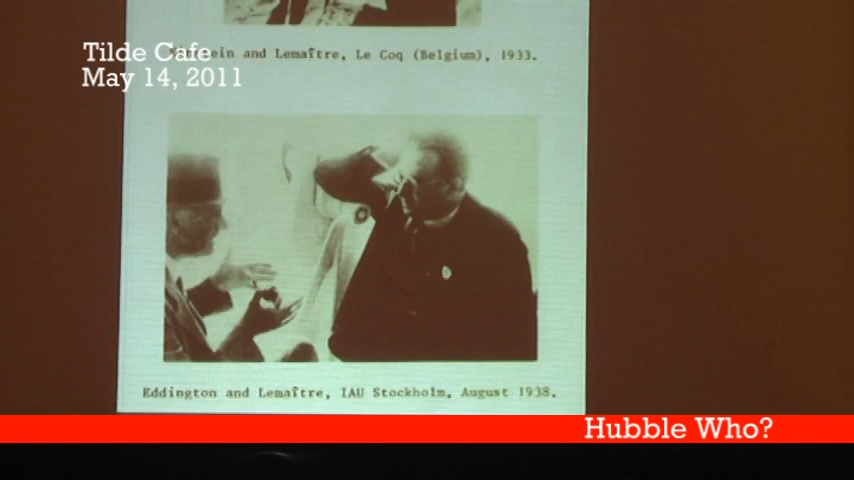 Tilde Cafe
and Lemaître, Le Coq (Belgium), 1933.
May 14, 2011
Eddington and Lemaître, IAU Stockholm, August 1938.
Hubble Who?